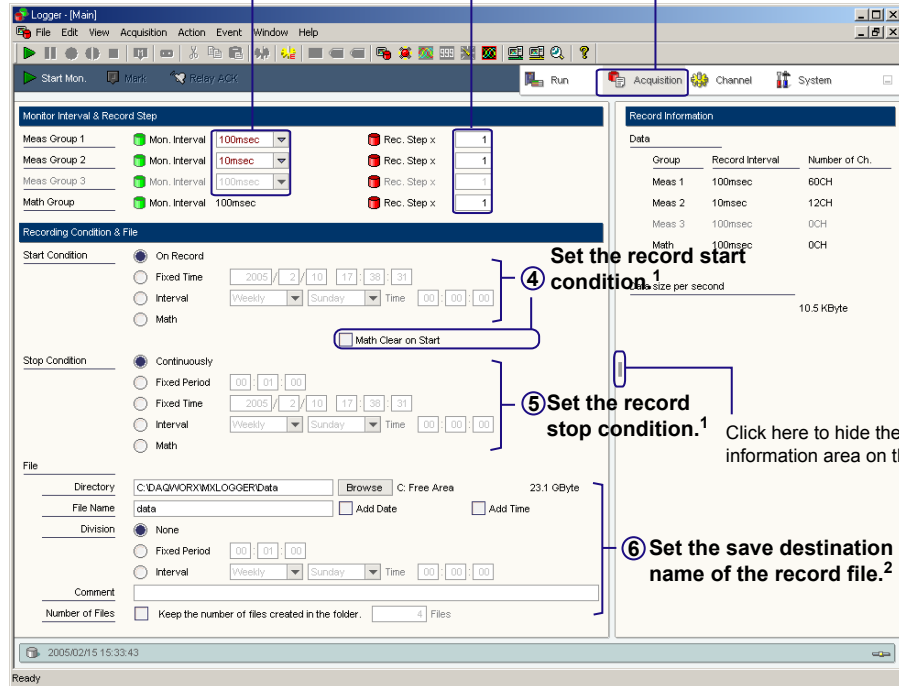 Logger - [Main]
File Edit View Acquisition Action Event Window Help
Start Mon. Mark Relay ACK Run Acquisition Channel System
Monitor Interval & Record Step
Meas Group 1 Mon. Interval 100msec Rec. Step x 1
Meas Group 2 Mon. Interval 10msec Rec. Step x 1
Meas Group 3 Mon. Interval 100msec Rec. Step x 1
Math Group Mon. Interval 100msec Rec. Step x 1
Recording Condition & File
Start Condition On Record
Fixed Time 2005 / 2 / 10 17 : 38 : 31
Interval Weekly Sunday Time 00 : 00 : 00
Math
Math Clear on Start
④ Set the record start
condition.1
Stop Condition Continuously
Fixed Period 00 : 01 : 00
Fixed Time 2005 / 2 / 10 17 : 38 : 31
Interval Weekly Sunday Time 00 : 00 : 00
Math
⑤ Set the record
stop condition.1
File
Directory C:\DAQWORX\MXLOGGER\Data Browse C: Free Area 23.1 GByte
File Name data Add Date Add Time
Division None
Fixed Period 00 : 01 : 00
Interval Weekly Sunday Time 00 : 00 : 00
Comment
Number of Files Keep the number of files created in the folder. 4 Files
⑥ Set the save destination
name of the record file.2
Record Information
Data
Group Record Interval Number of Ch.
Meas 1 100msec 60CH
Meas 2 10msec 12CH
Meas 3 100msec 0CH
Math 100msec 0CH
Data size per second
10.5 KByte
Click here to hide the
information area on th
2005/02/15 15:33:43
Ready